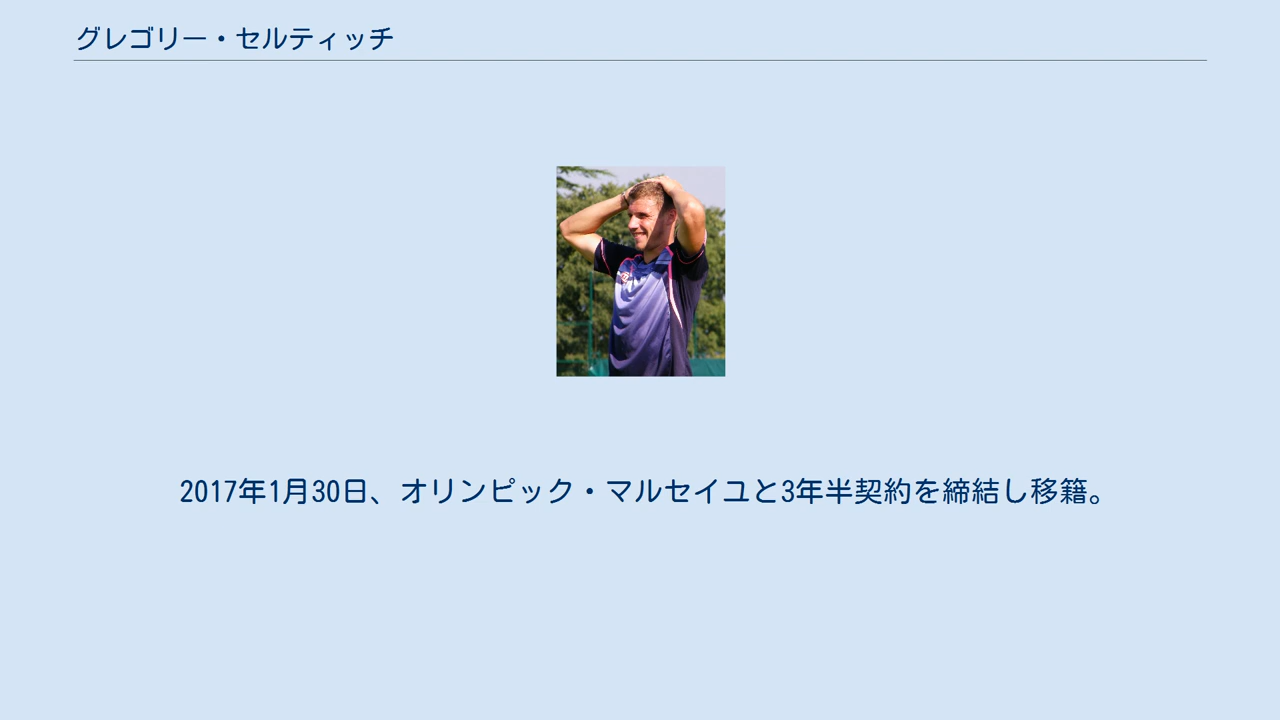 グレゴリー・セルティッチ
2017年1月30日、オリンピック・マルセイユと3年半契約を締結し移籍。